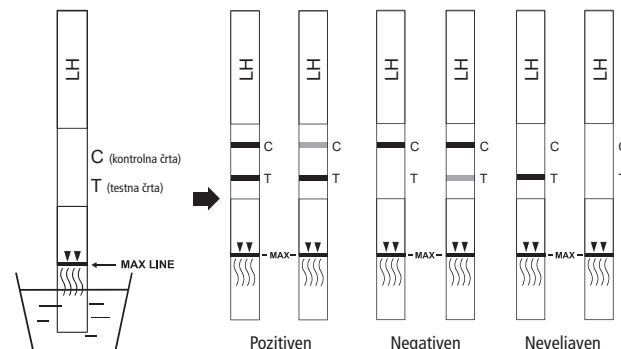 LH LH LH LH LH LH LH
C (kontrolna črta)
T (testna črta)
C C C C C C
T T T T T T
MAX LINE
MAX MAX MAX
Pozitiven Negativen Neveljaven